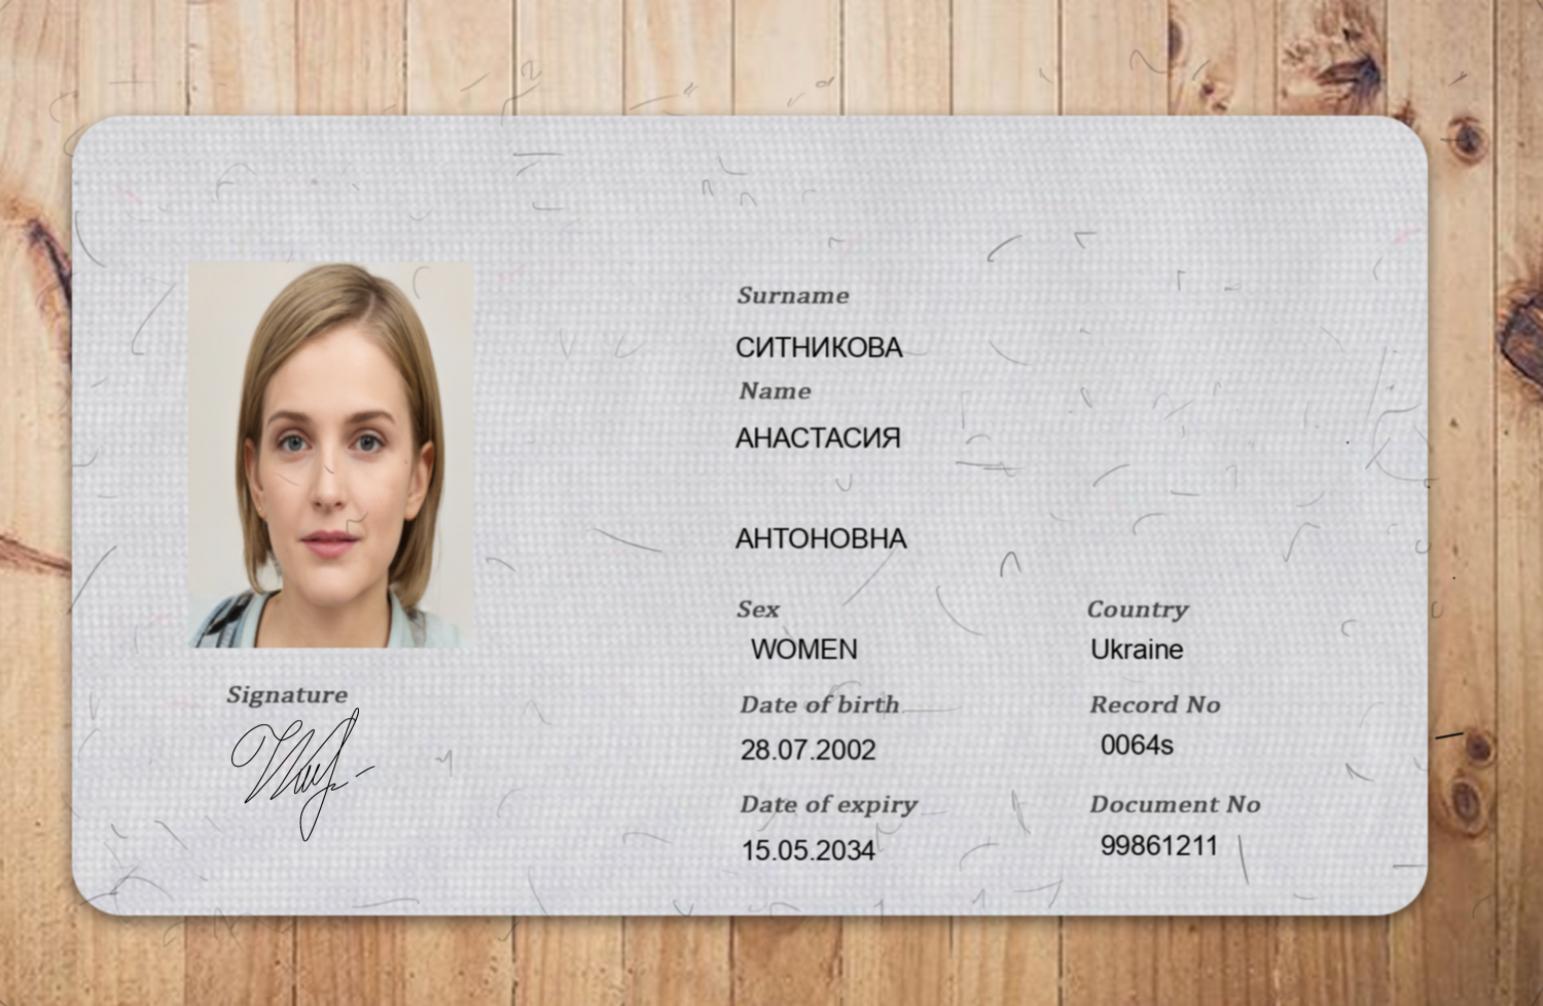 Surname
СИТНИКОВА
Name
АНАСТАСИЯ
АНТОНОВНА
Sex
WOMEN
Country
Ukraine
Signature
Date of birth
28.07.2002
Record No
0064s
Date of expiry
15.05.2034
Document No
99861211